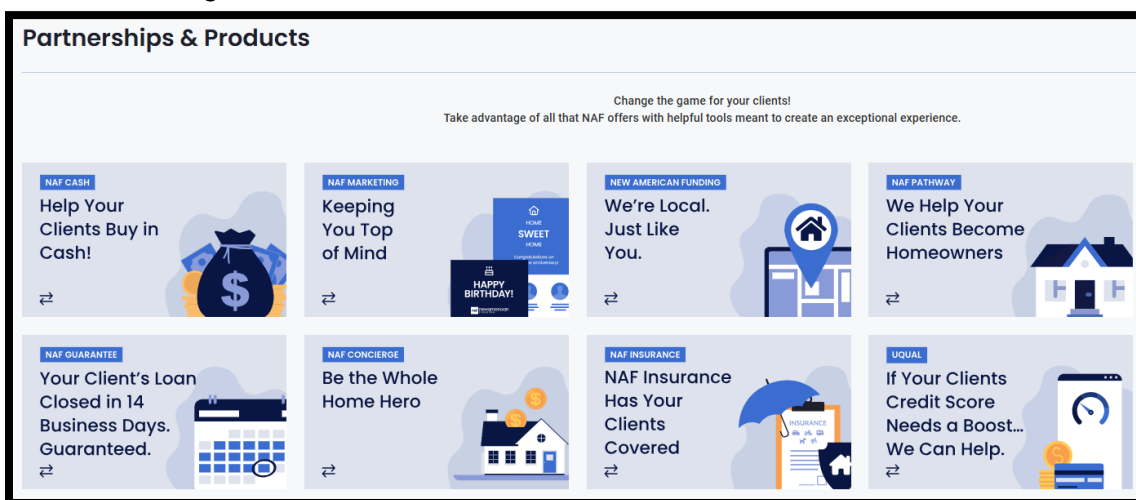 Partnerships & Products
Change the game for your clients!
Take advantage of all that NAF offers with helpful tools meant to create an exceptional experience.
NAF CASH
Help Your
Clients Buy in
Cash!
$
NAF MARKETING
Keeping
You Top
of Mind
HOME
SWEET
HOME
HAPPY
BIRTHDAY!
NEW AMERICAN FUNDING
We're Local.
Just Like
You.
NAF PATHWAY
We Help Your
Clients Become
Homeowners
NAF GUARANTEE
Your Client's Loan
Closed in 14
Business Days.
Guaranteed.
NAF CONCIERGE
Be the Whole
Home Hero
$
$
NAF INSURANCE
NAF Insurance
Has Your
Clients
Covered
INSURANCE
UQUAL
If Your Clients
Credit Score
Needs a Boost...
We Can Help.
$